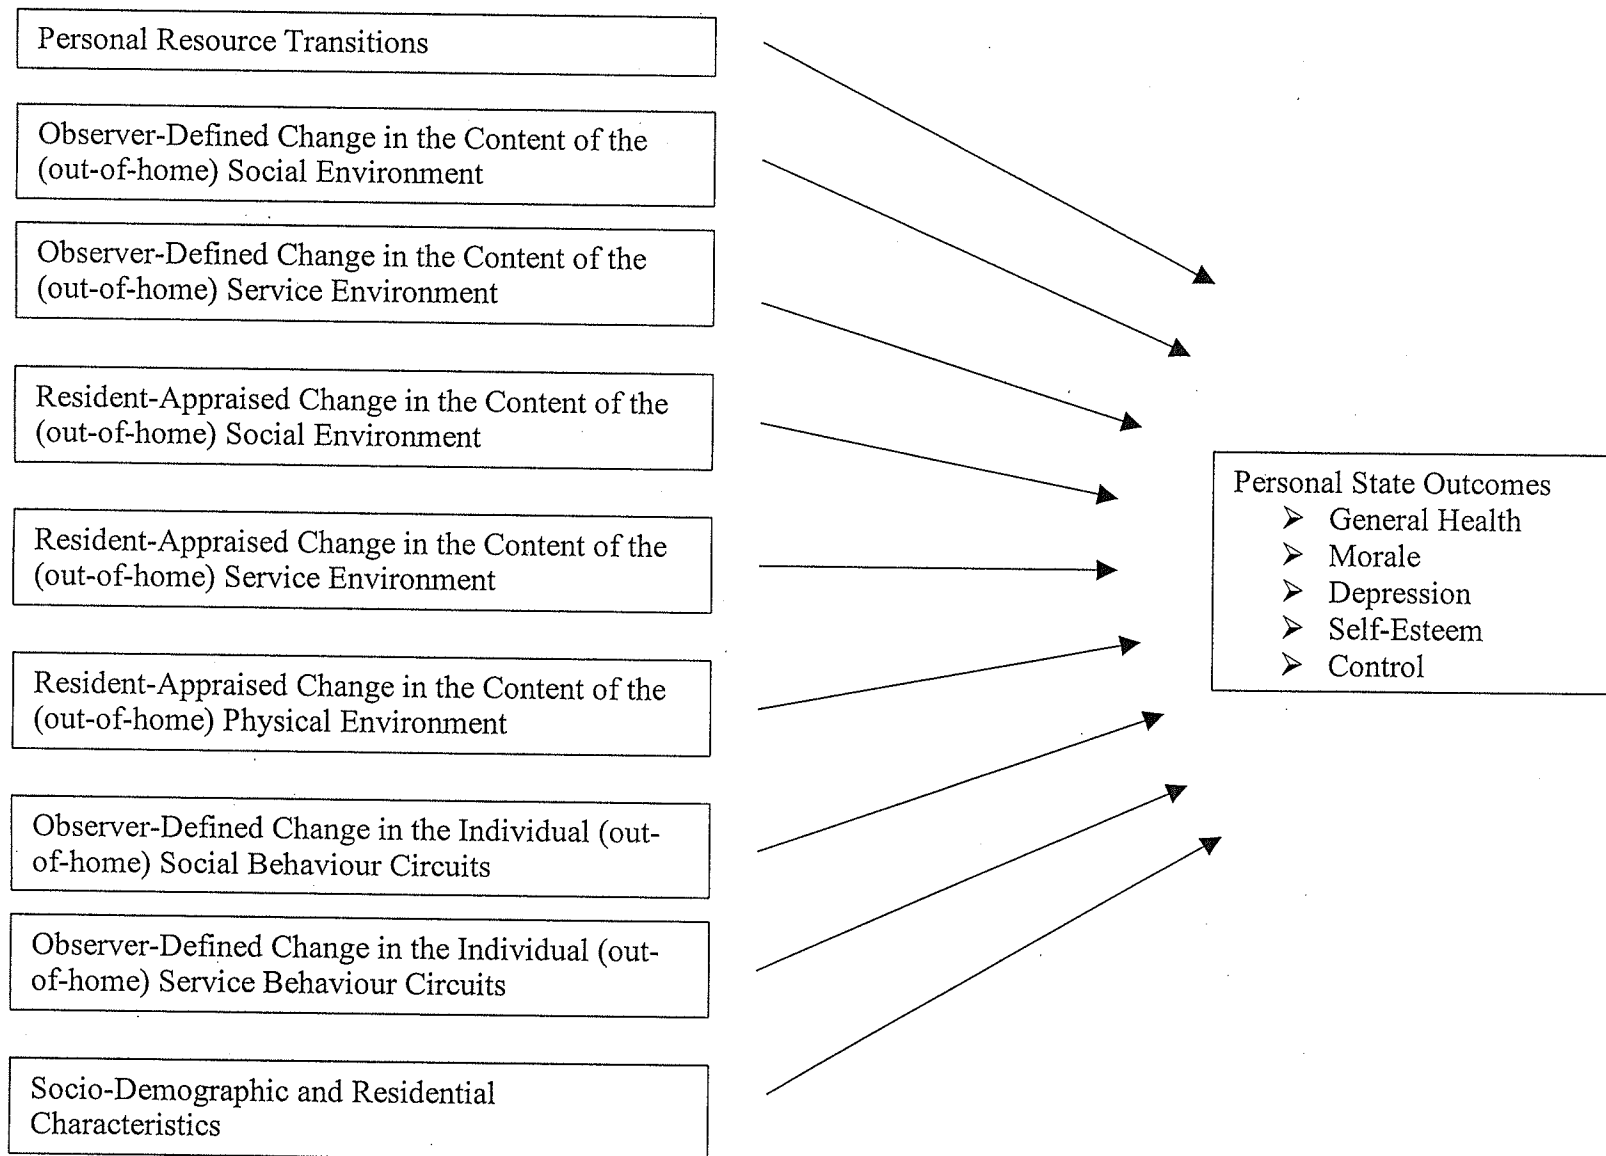 Personal Resource Transitions
Observer-Defined Change in the Content of the
(out-of-home) Social Environment
Observer-Defined Change in the Content of the
(out-of-home) Service Environment
Resident-Appraised Change in the Content of the
(out-of-home) Social Environment
Resident-Appraised Change in the Content of the
(out-of-home) Service Environment
Resident-Appraised Change in the Content of the
(out-of-home) Physical Environment
Observer-Defined Change in the Individual (out-
of-home) Social Behaviour Circuits
Observer-Defined Change in the Individual (out-
of-home) Service Behaviour Circuits
Socio-Demographic and Residential
Characteristics
Personal State Outcomes
➢ General Health
➢ Morale
➢ Depression
➢ Self-Esteem
➢ Control